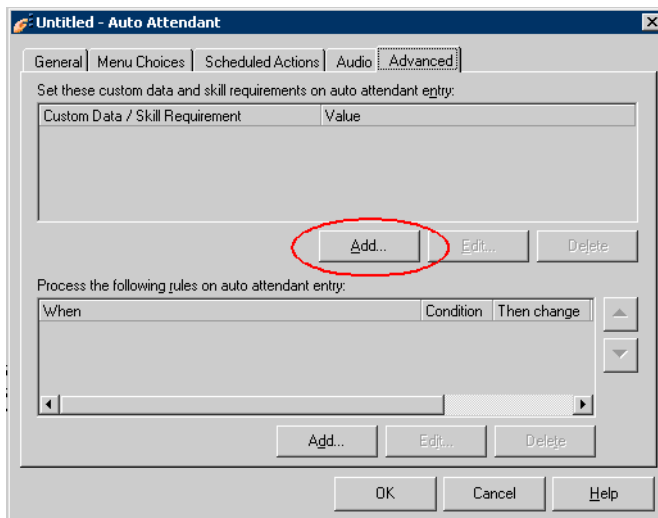 Untitled - Auto Attendant
General Menu Choices Scheduled Actions Audio Advanced
Set these custom data and skill requirements on auto attendant entry:
Custom Data / Skill Requirement Value
Add... Edit... Delete
Process the following rules on auto attendant entry:
When Condition Then change
Add... Edit... Delete
OK Cancel Help